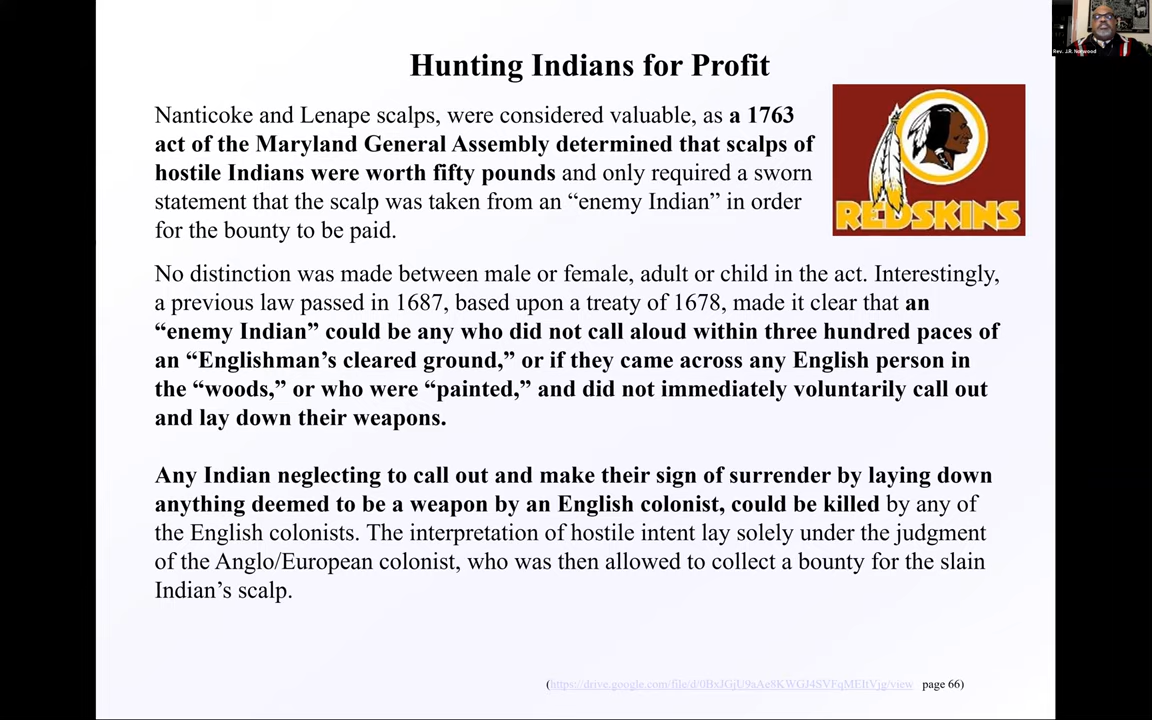 Hunting Indians for Profit
Rev. J.R. Norwood
Nanticoke and Lenape scalps, were considered valuable, as a 1763
act of the Maryland General Assembly determined that scalps of
hostile Indians were worth fifty pounds and only required a sworn
statement that the scalp was taken from an “enemy Indian” in order
for the bounty to be paid.
REDSKINS
No distinction was made between male or female, adult or child in the act. Interestingly,
a previous law passed in 1687, based upon a treaty of 1678, made it clear that an
“enemy Indian” could be any who did not call aloud within three hundred paces of
an “Englishman’s cleared ground,” or if they came across any English person in
the “woods,” or who were “painted,” and did not immediately voluntarily call out
and lay down their weapons.
Any Indian neglecting to call out and make their sign of surrender by laying down
anything deemed to be a weapon by an English colonist, could be killed by any of
the English colonists. The interpretation of hostile intent lay solely under the judgment
of the Anglo/European colonist, who was then allowed to collect a bounty for the slain
Indian’s scalp.
(https://drive.google.com/file/d/0BxJGjU9aAe8KWGJ4SVFqMEItVjg/view page 66)